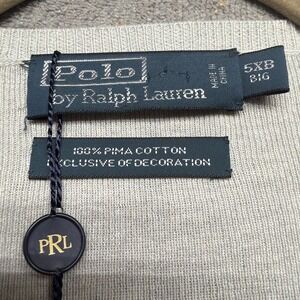 Polo
by Ralph Lauren
MADE IN
CHINA
5XB
BIG
100% PIMA COTTON
EXCLUSIVE OF DECORATION
PRL